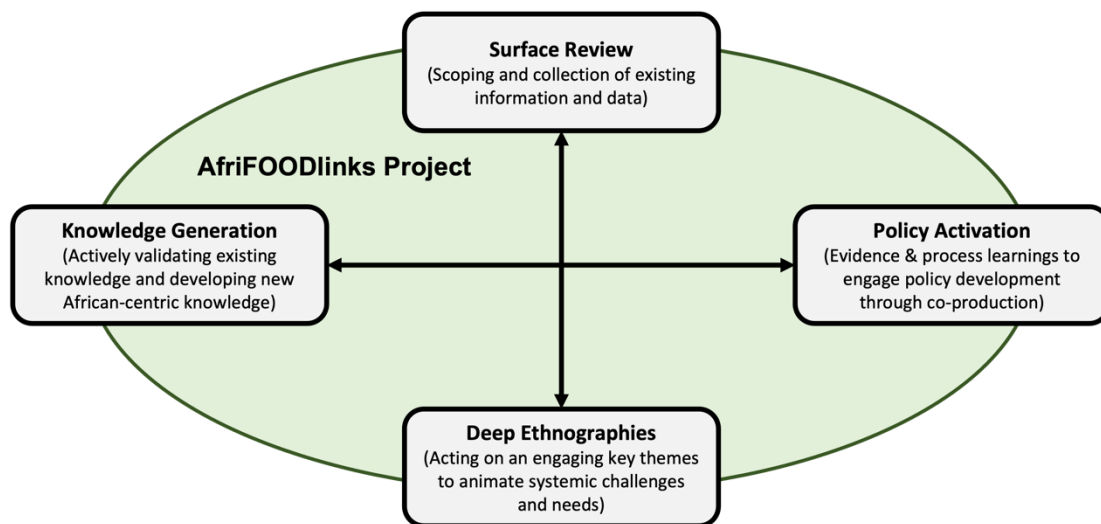 Surface Review
(Scoping and collection of existing
information and data)
AfriFOODlinks Project
Knowledge Generation
(Actively validating existing
knowledge and developing new
African-centric knowledge)
Policy Activation
(Evidence & process learnings to
engage policy development
through co-production)
Deep Ethnographies
(Acting on an engaging key themes
to animate systemic challenges
and needs)